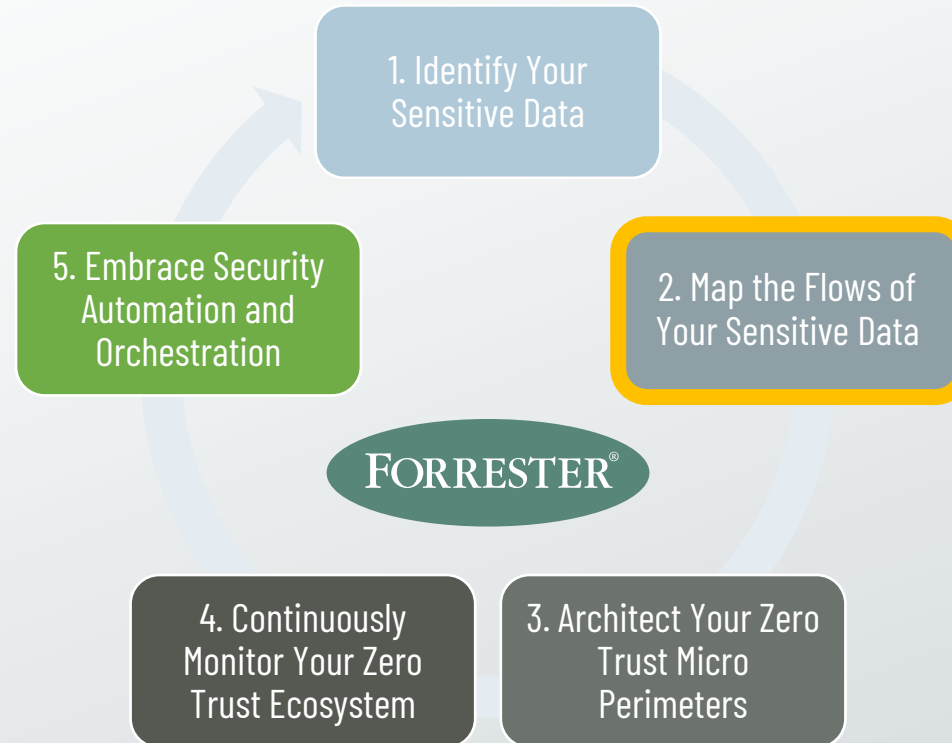 1. Identify Your
Sensitive Data
2. Map the Flows of
Your Sensitive Data
3. Architect Your Zero
Trust Micro
Perimeters
4. Continuously
Monitor Your Zero
Trust Ecosystem
5. Embrace Security
Automation and
Orchestration
FORRESTER®